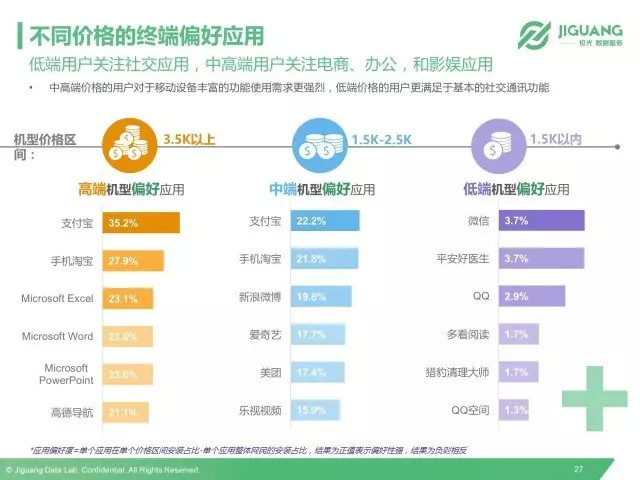 不同价格的终端偏好应用
JIGUANG
极光 数据服务
低端用户关注社交应用，中高端用户关注电商、办公，和影娱应用
• 中高端价格的用户对于移动设备丰富的功能使用需求更强烈，低端价格的用户更满足于基本的社交通讯功能
机型价格区
间：
3.5K以上
1.5K-2.5K
1.5K以内
高端机型偏好应用
支付宝 35.2%
手机淘宝 27.9%
Microsoft Excel 23.1%
Microsoft Word 23.0%
Microsoft
PowerPoint 23.0%
高德导航 21.1%
中端机型偏好应用
支付宝 22.2%
手机淘宝 21.8%
新浪微博 19.8%
爱奇艺 17.7%
美团 17.4%
乐视视频 15.9%
低端机型偏好应用
微信 3.7%
平安好医生 3.7%
QQ 2.9%
多看阅读 1.7%
猎豹清理大师 1.7%
QQ空间 1.3%
*应用偏好度=单个应用在单个价格区间安装占比-单个应用整体网民的安装占比，结果为正值表示偏好性强，结果为负则相反
© Jiguang Data Lab. Confidential. All Rights Reserved.
27